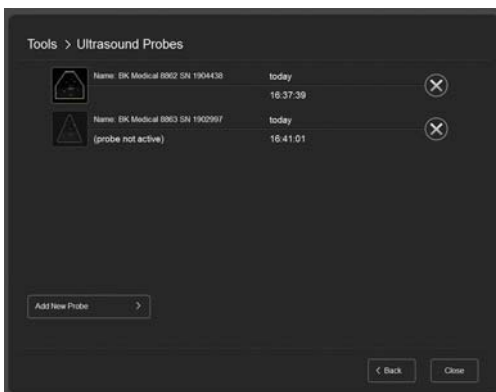 Tools > Ultrasound Probes
Name: BK Medical 8862 SN 1904438 today
16:37:39
Name: BK Medical 8863 SN 1902997 today
(probe not active) 16:41:01
Add New Probe >
< Back Close